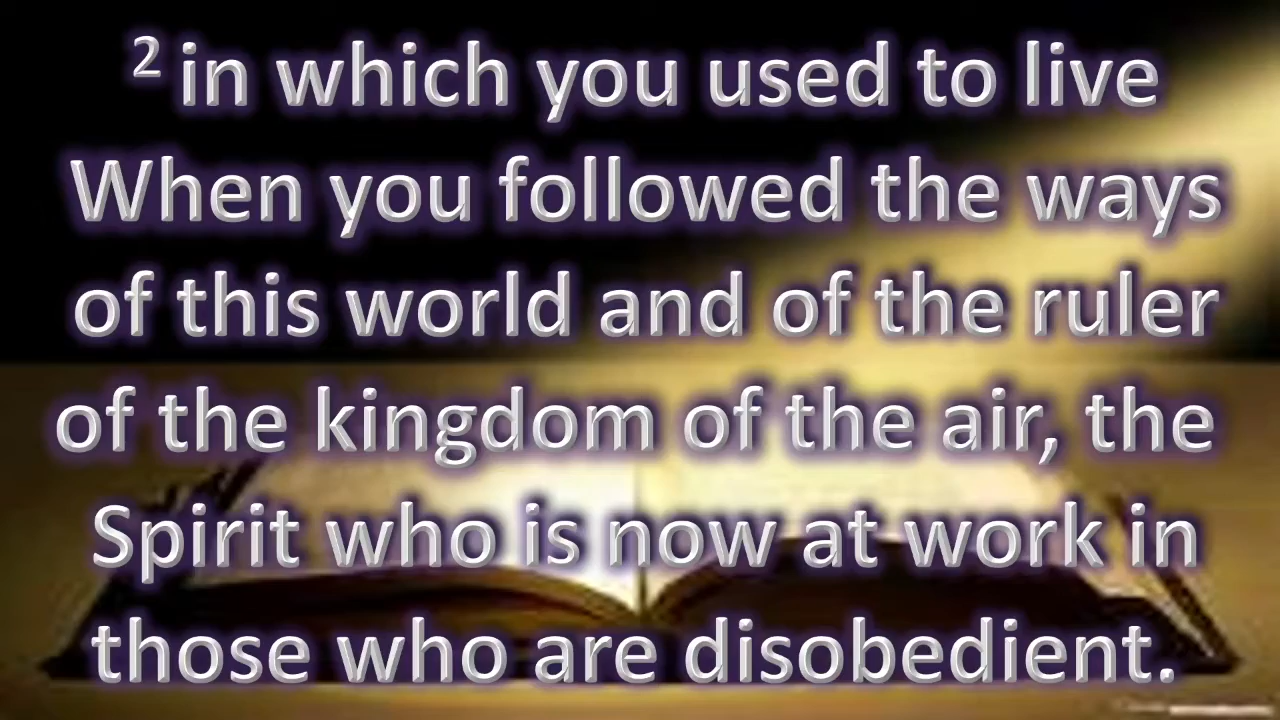 ² in which you used to live
When you followed the ways
of this world and of the ruler
of the kingdom of the air, the
Spirit who is now at work in
those who are disobedient.